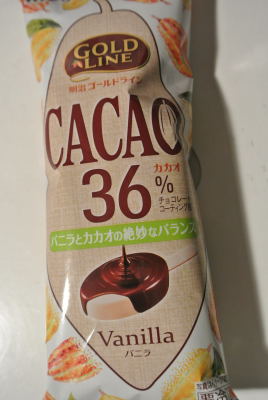 GOLD
LINE
明治 ゴールドライン
CACAO
36
カカオ
%
チョコレート
コーティング
バニラとカカオの絶妙なバランス
Vanilla
バニラ